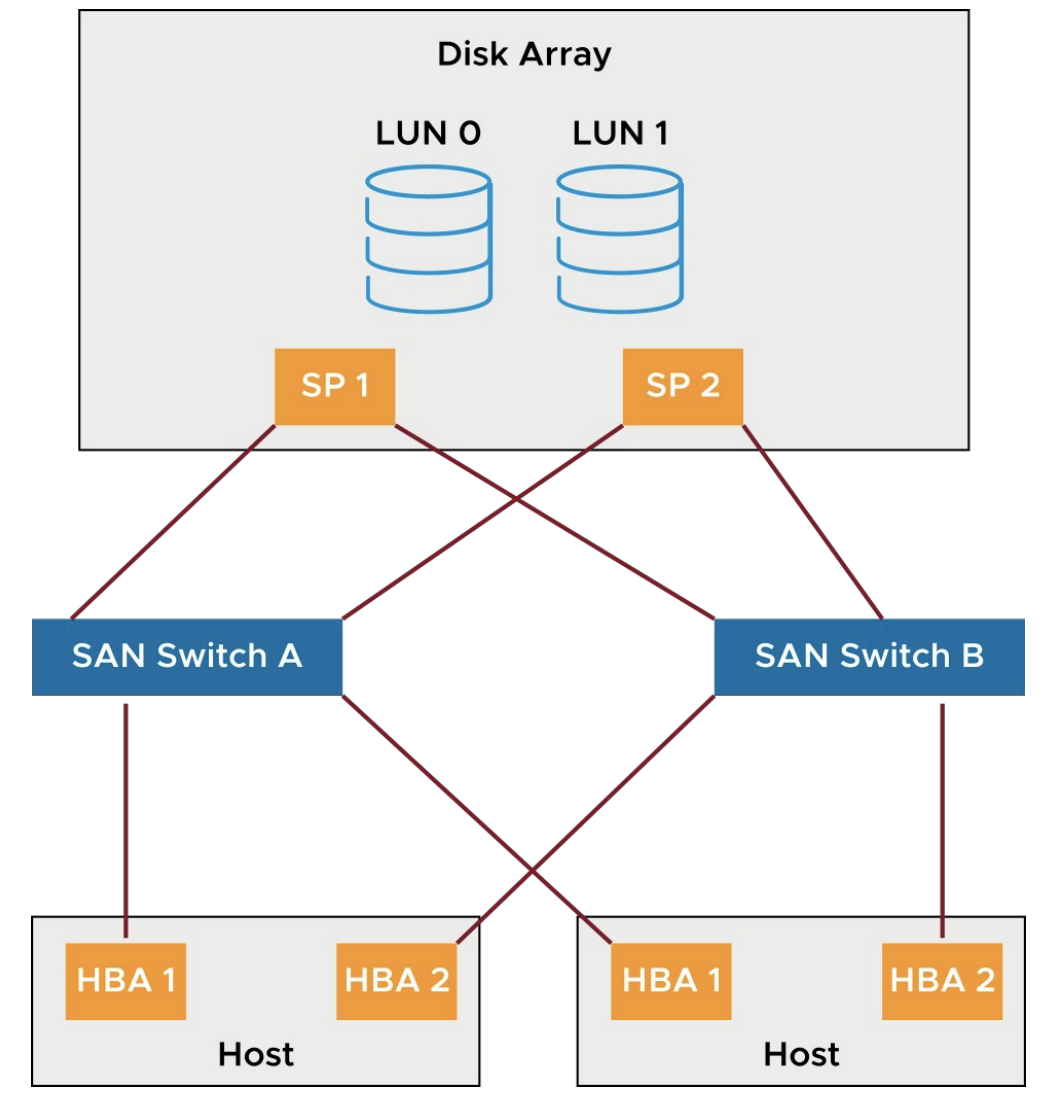 Disk Array
LUN 0 LUN 1
SP 1 SP 2
SAN Switch A SAN Switch B
HBA 1 HBA 2 HBA 1 HBA 2
Host Host